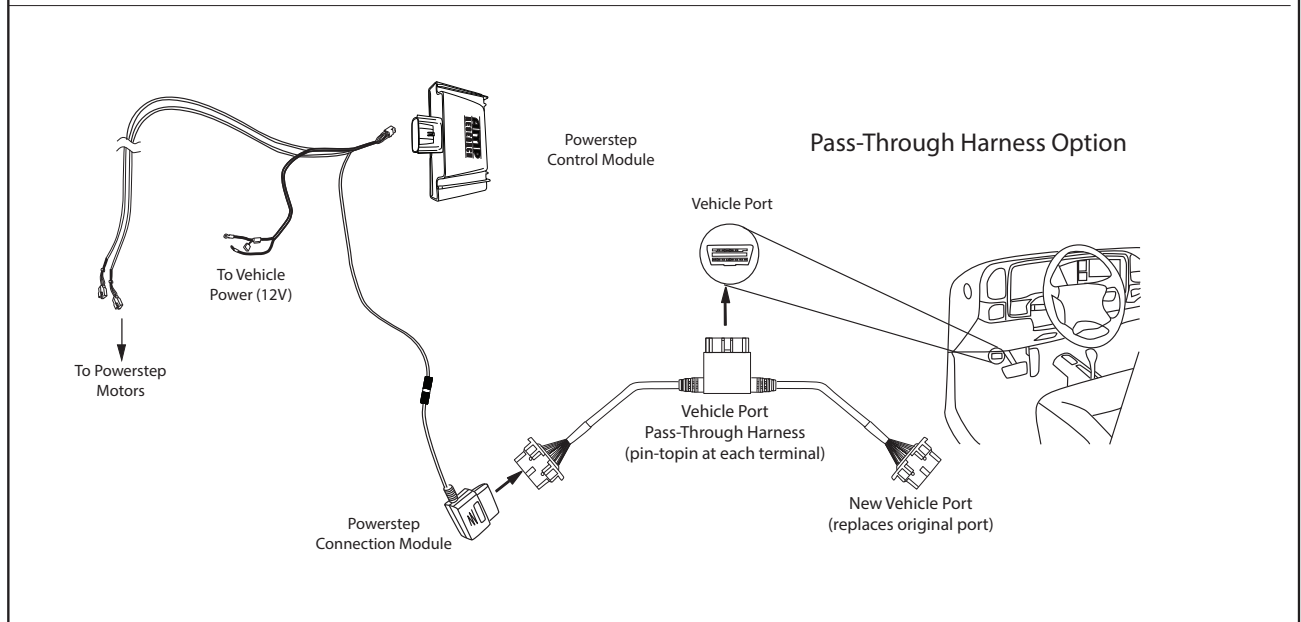 Powerstep
Control Module
Pass-Through Harness Option
Vehicle Port
To Vehicle
Power (12V)
To Powerstep
Motors
Vehicle Port
Pass-Through Harness
(pin-topin at each terminal)
New Vehicle Port
(replaces original port)
Powerstep
Connection Module